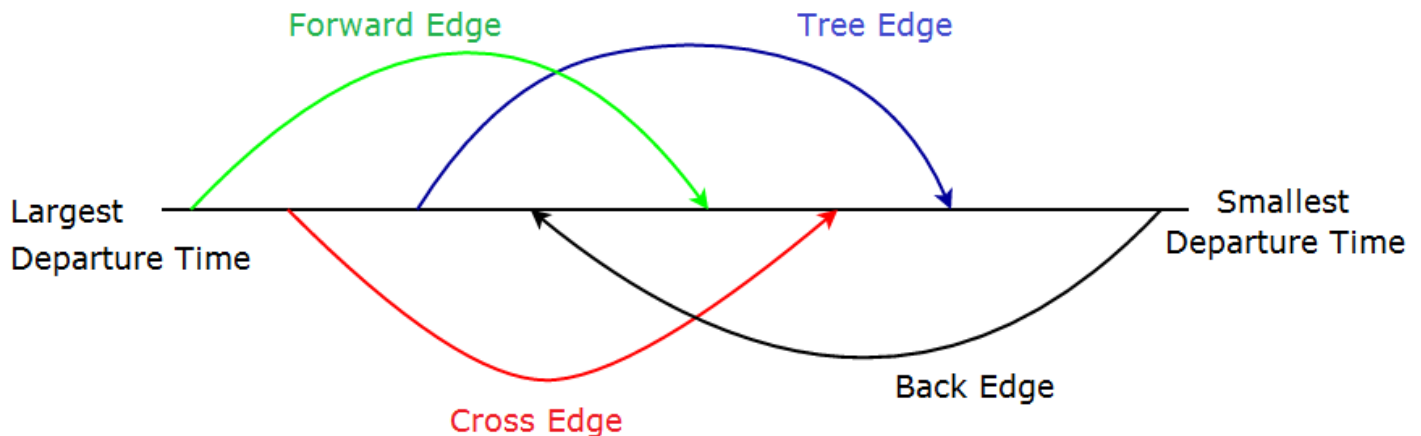 Forward Edge
Tree Edge
Largest
Departure Time
Smallest
Departure Time
Back Edge
Cross Edge